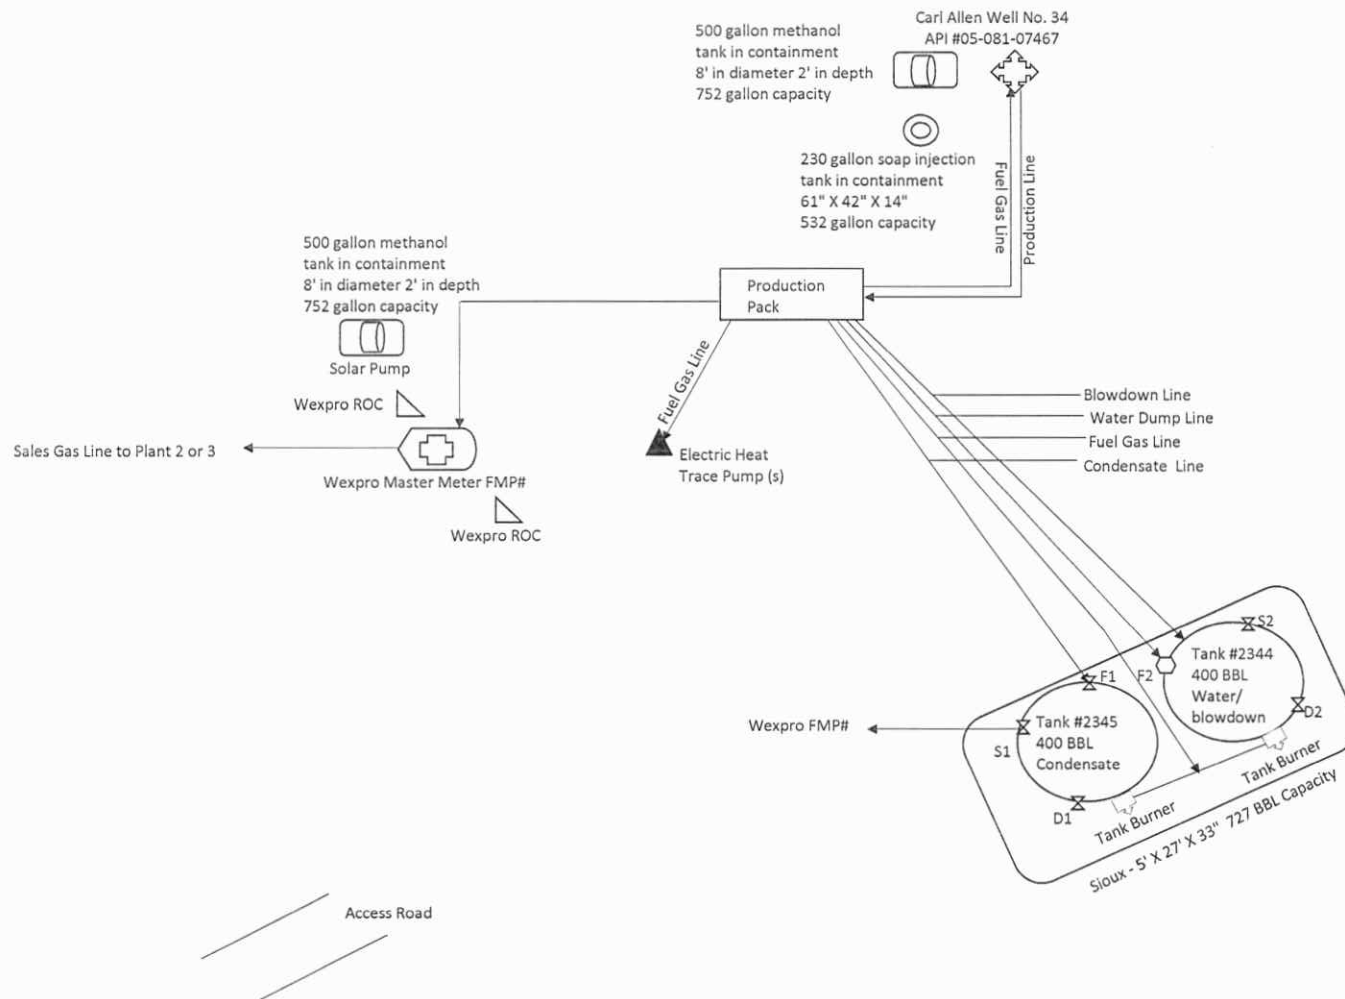 Carl Allen Well No. 34
API #05-081-07467
500 gallon methanol
tank in containment
8' in diameter 2' in depth
752 gallon capacity
230 gallon soap injection
tank in containment
61" X 42" X 14"
532 gallon capacity
Fuel Gas Line
Production Line
500 gallon methanol
tank in containment
8' in diameter 2' in depth
752 gallon capacity
Solar Pump
Production
Pack
Wexpro ROC
Sales Gas Line to Plant 2 or 3
Wexpro Master Meter FMP#
Wexpro ROC
Fuel Gas Line
Electric Heat
Trace Pump (s)
Blowdown Line
Water Dump Line
Fuel Gas Line
Condensate Line
S2
Tank #2344
400 BBL
Water/
blowdown
F2
D2
F1
Tank #2345
400 BBL
Condensate
S1
D1
Wexpro FMP#
Tank Burner
Tank Burner
Sioux - 5' X 27' X 33" 727 BBL Capacity
Access Road